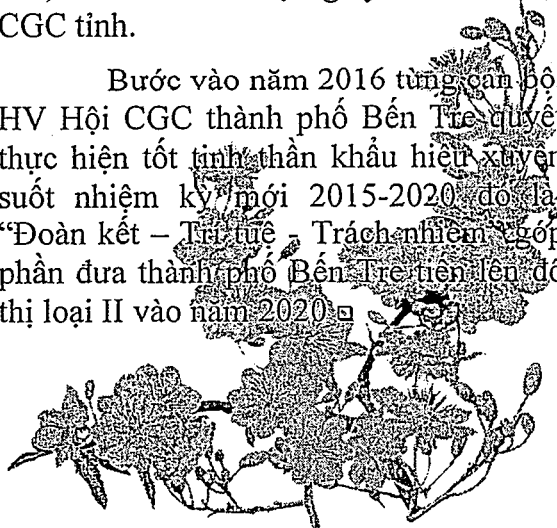 CGC tỉnh.
Bước vào năm 2016 từng cán bộ
HV Hội CGC thành phố Bến Tre quyết
thực hiện tốt tinh thần khẩu hiệu xuyên
suốt nhiệm kỳ mới 2015-2020 đó là
“Đoàn kết – Trí tuệ - Trách nhiệm” góp
phần đưa thành phố Bến Tre tiến lên đô
thị loại II vào năm 2020